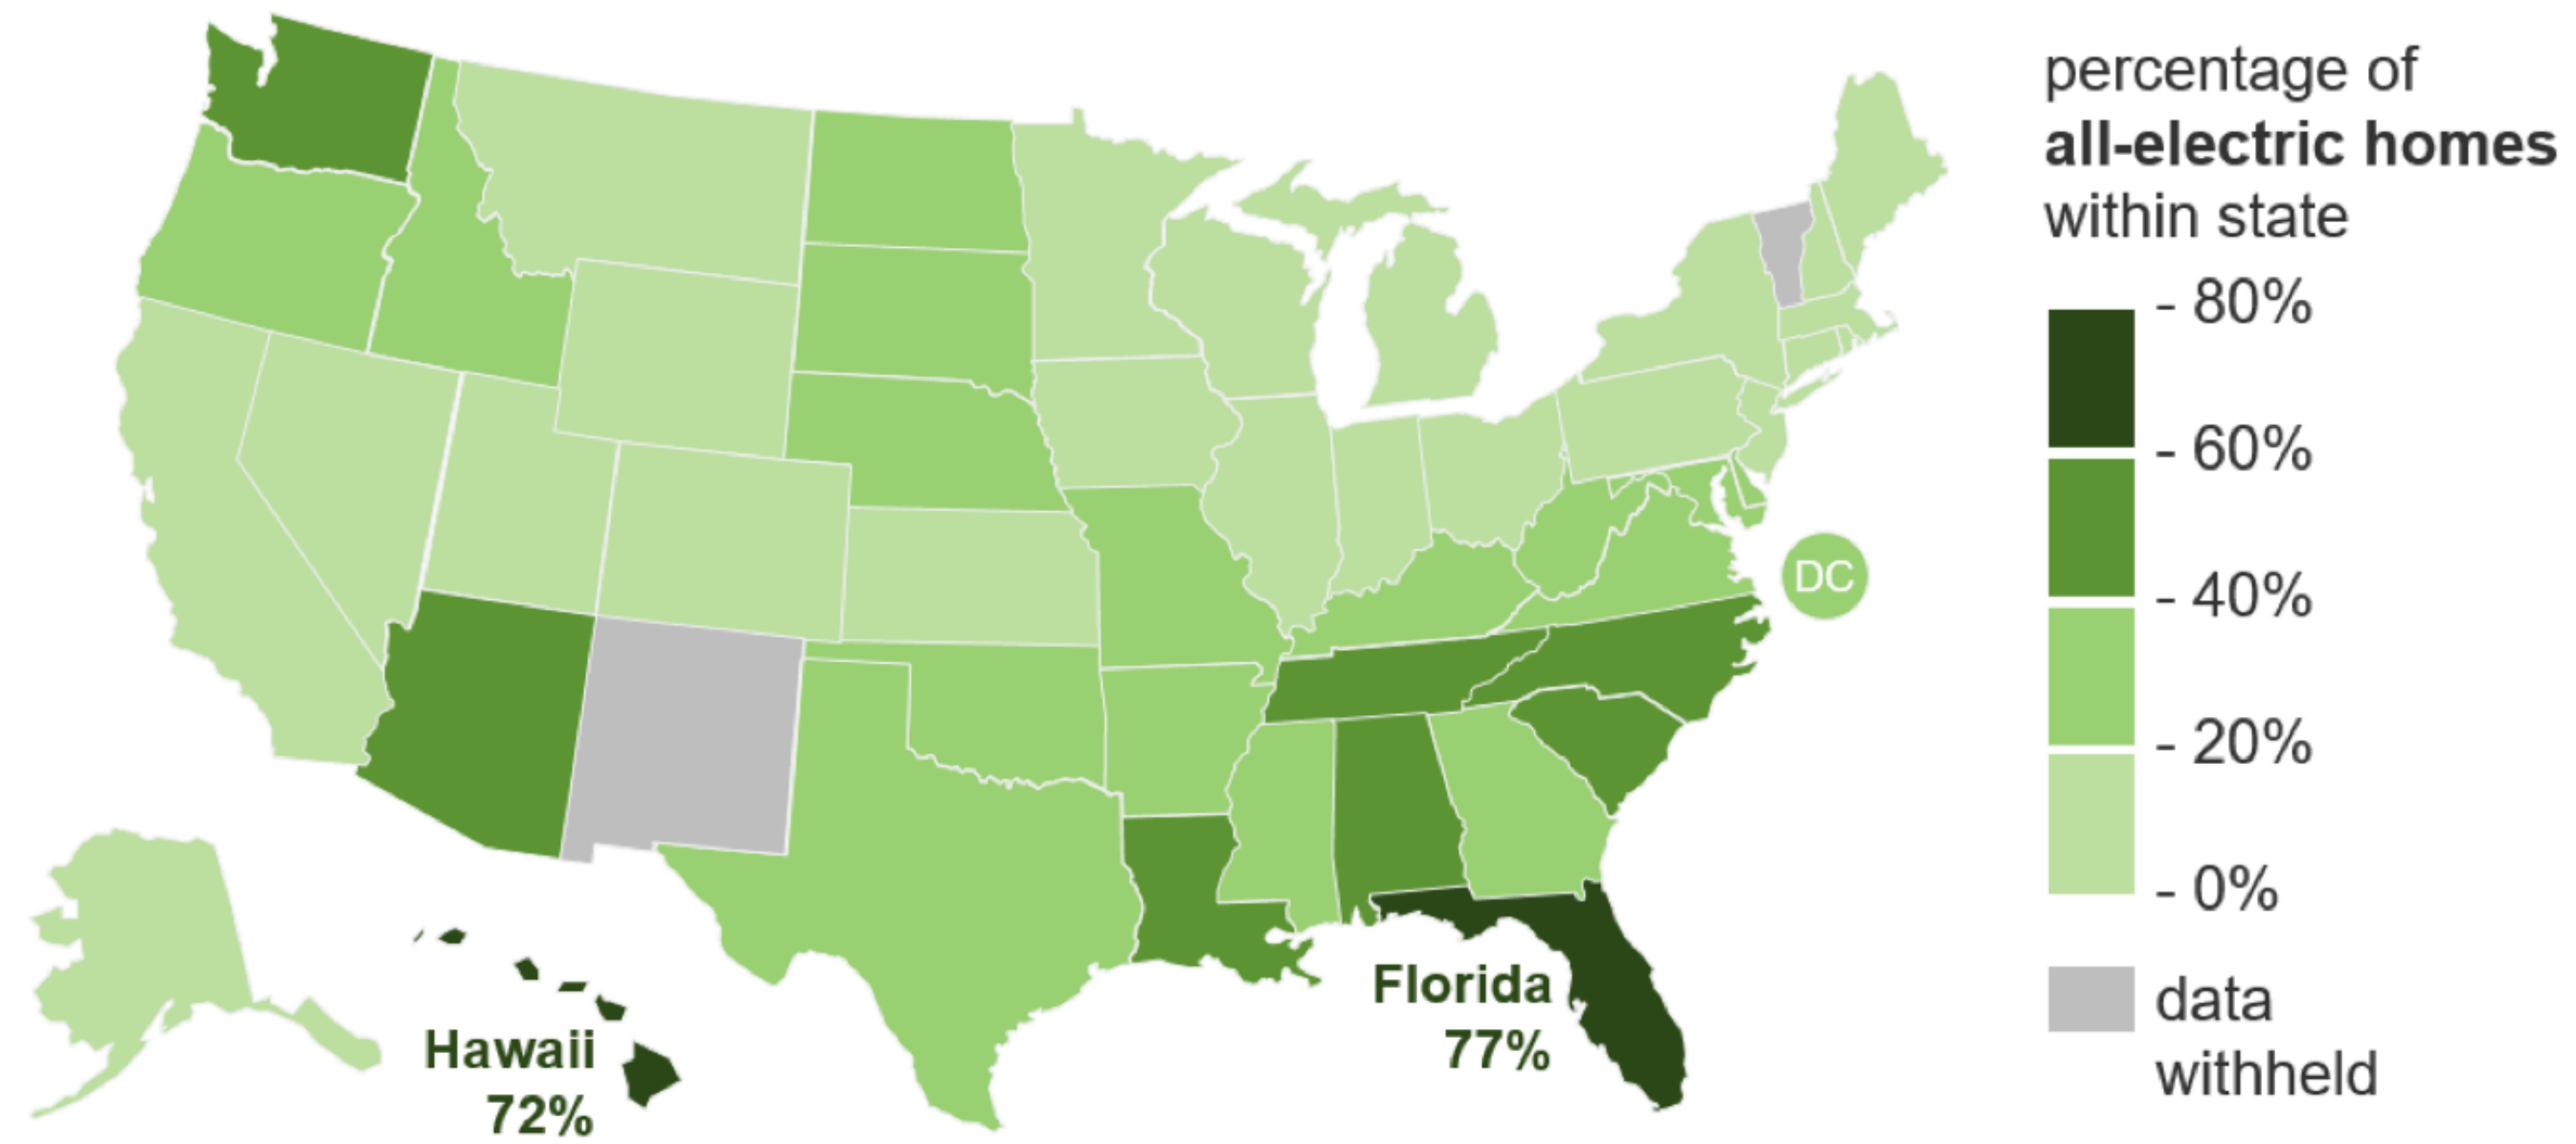 percentage of
all-electric homes
within state
- 80%
- 60%
- 40%
- 20%
- 0%
data
withheld
DC
Florida
77%
Hawaii
72%